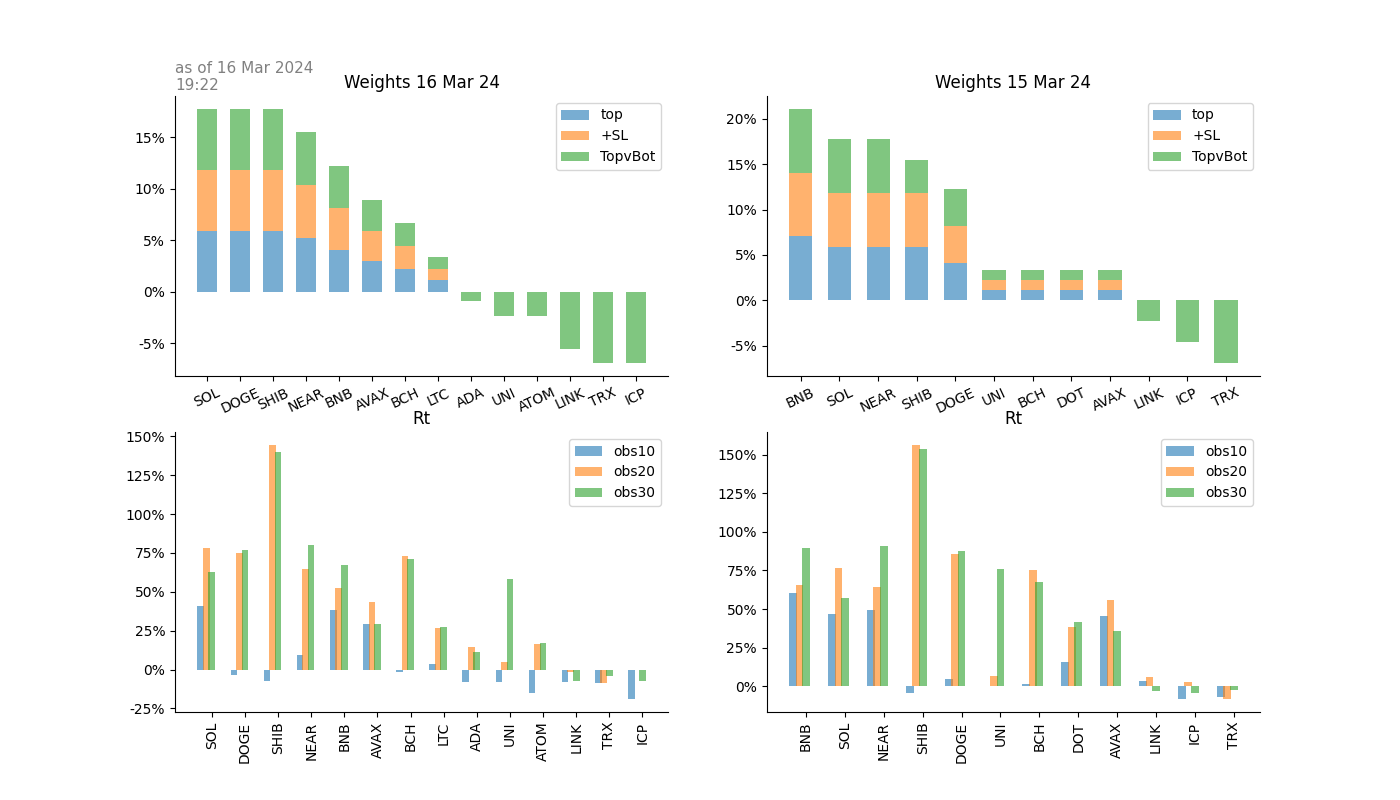 as of 16 Mar 2024
19:22
Weights 16 Mar 24
top
+SL
TopvBot
15%
10%
5%
0%
-5%
SOL DOGE SHIB NEAR BNB AVAX BCH LTC ADA UNI ATOM LINK TRX ICP
Weights 15 Mar 24
top
+SL
TopvBot
20%
15%
10%
5%
0%
-5%
BNB SOL NEAR SHIB DOGE UNI BCH DOT AVAX LINK ICP TRX
Rt
obs10
obs20
obs30
150%
125%
100%
75%
50%
25%
0%
-25%
SOL DOGE SHIB NEAR BNB AVAX BCH LTC ADA UNI ATOM LINK TRX ICP
Rt
obs10
obs20
obs30
150%
125%
100%
75%
50%
25%
0%
BNB SOL NEAR SHIB DOGE UNI BCH DOT AVAX LINK ICP TRX